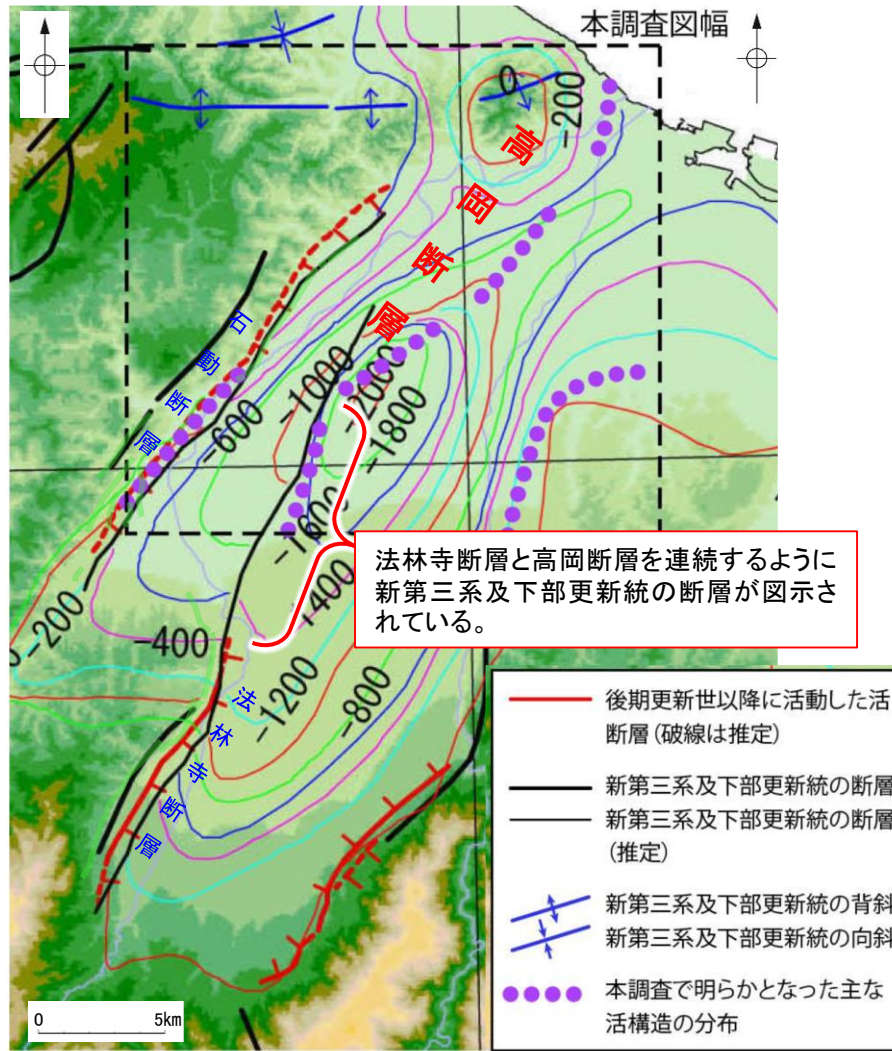 本調査図幅
0
-200
高岡断層
石動断層
-1000
-2000
-600
-1800
-1600
法林寺断層と高岡断層を連続するように
新第三系及下部更新統の断層が図示さ
れている。
-1400
-200
-400
-1200
-800
法林寺断層
後期更新世以降に活動した活
断層(破線は推定)
新第三系及下部更新統の断層
新第三系及下部更新統の断層
(推定)
新第三系及下部更新統の背斜
新第三系及下部更新統の向斜
本調査で明らかとなった主な
活構造の分布
0 5km